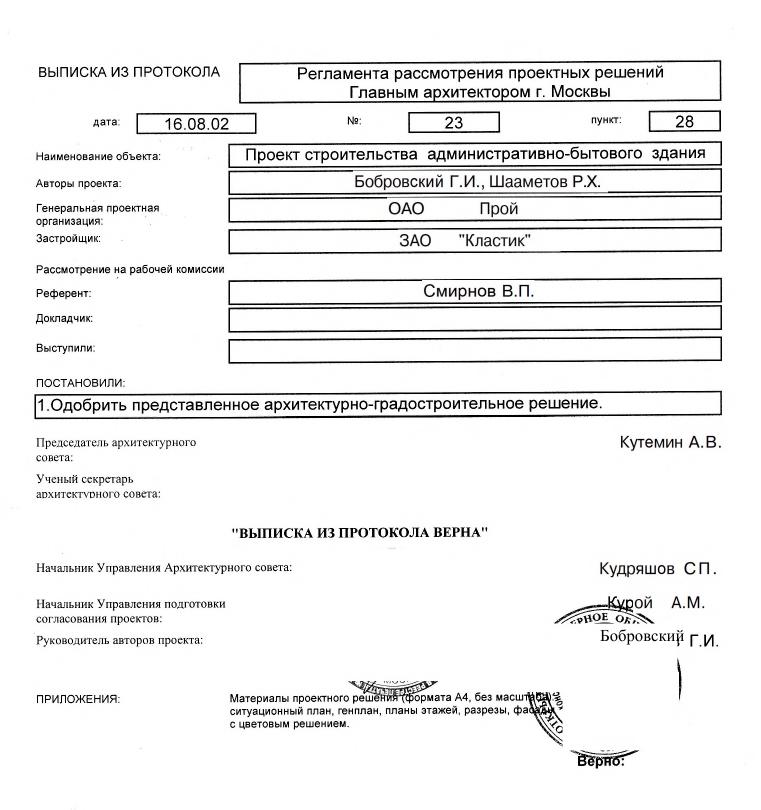 ВЫПИСКА ИЗ ПРОТОКОЛА
Регламента рассмотрения проектных решений
Главным архитектором г. Москвы
дата: 16.08.02 №: 23 пункт: 28
Наименование объекта: Проект строительства административно-бытового здания
Авторы проекта: Бобровский Г.И., Шааметов Р.Х.
Генеральная проектная
организация: ОАО Прой
Застройщик: ЗАО "Кластик"
Рассмотрение на рабочей комиссии
Референт: Смирнов В.П.
Докладчик:
Выступили:
ПОСТАНОВИЛИ:
1.Одобрить представленное архитектурно-градостроительное решение.
Председатель архитектурного
совета: Кутемин А.В.
Ученый секретарь
архитектурного совета:
"ВЫПИСКА ИЗ ПРОТОКОЛА ВЕРНА"
Начальник Управления Архитектурного совета: Кудряшов С П.
Начальник Управления подготовки
согласования проектов: Курой А.М.
Руководитель авторов проекта: Бобровский Г.И.
ПРИЛОЖЕНИЯ:
Материалы проектного решения (формата А4, без масштаба):
ситуационный план, генплан, планы этажей, разрезы, фасады
с цветовым решением.
Верно: